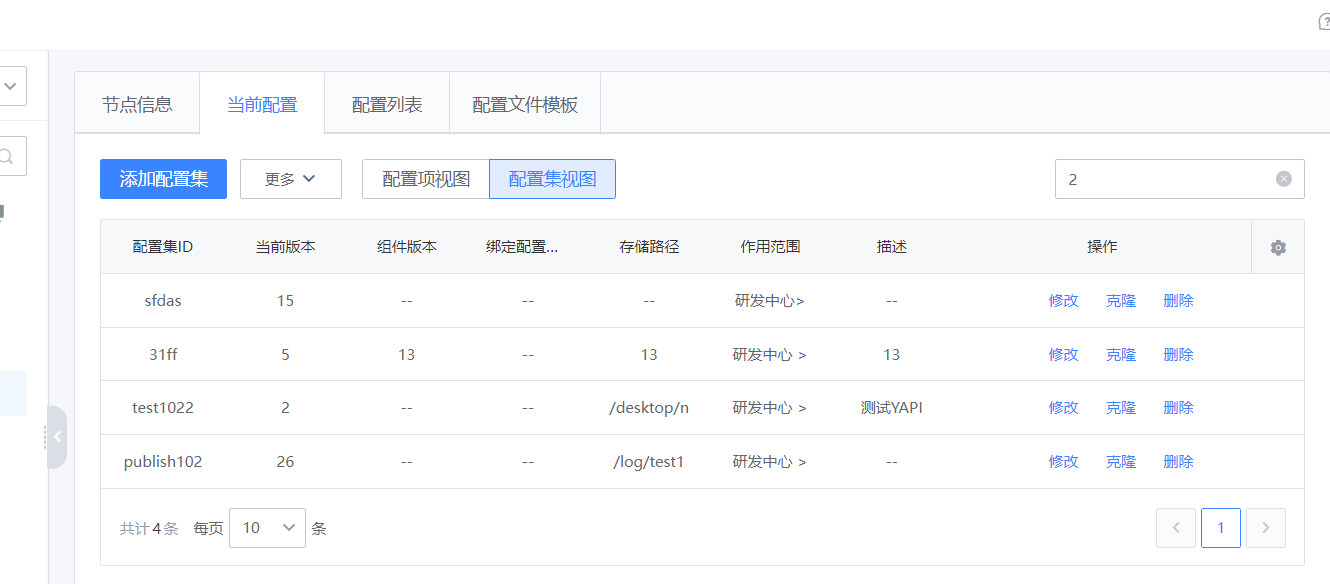 节点信息 当前配置 配置列表 配置文件模板
添加配置集 更多 配置项视图 配置集视图 2
配置集ID 当前版本 组件版本 绑定配置... 存储路径 作用范围 描述 操作
sfdas 15 -- -- -- 研发中心> -- 修改 克隆 删除
31ff 5 13 -- 13 研发中心 > 13 修改 克隆 删除
test1022 2 -- -- /desktop/n 研发中心 > 测试YAPI 修改 克隆 删除
publish102 26 -- -- /log/test1 研发中心 > -- 修改 克隆 删除
共计4条 每页 10 条 < 1 >